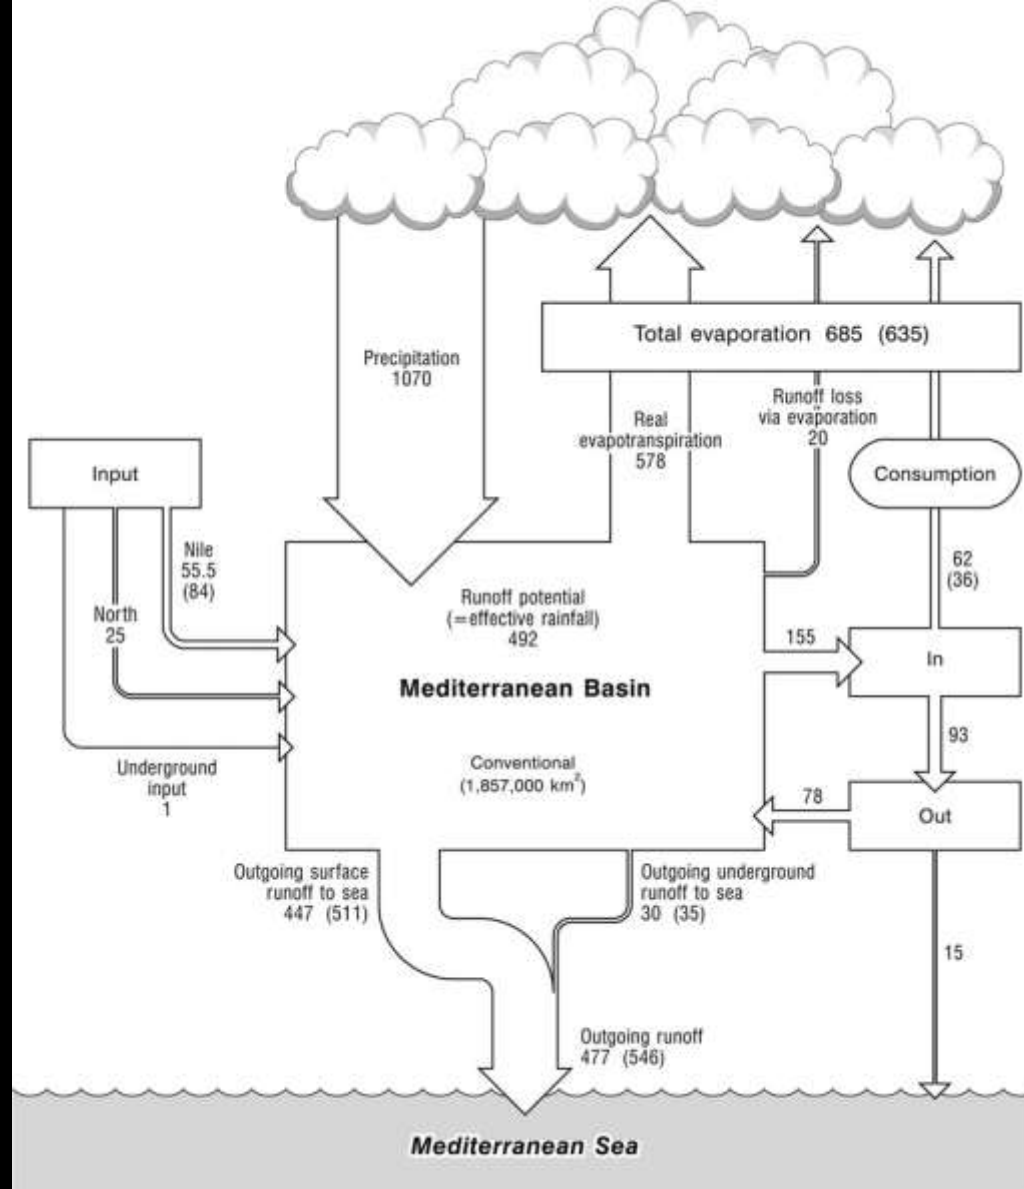 Total evaporation 685 (635)
Precipitation
1070
Runoff loss
via evaporation
20
Real
evapotranspiration
578
Consumption
Input
Nile
55.5
(84)
North
25
Underground
input
1
62
(36)
Runoff potential
(=effective rainfall)
492
155
In
Mediterranean Basin
93
Conventional
(1,857,000 km²)
78
Out
Outgoing surface
runoff to sea
447 (511)
Outgoing underground
runoff to sea
30 (35)
15
Outgoing runoff
477 (546)
Mediterranean Sea